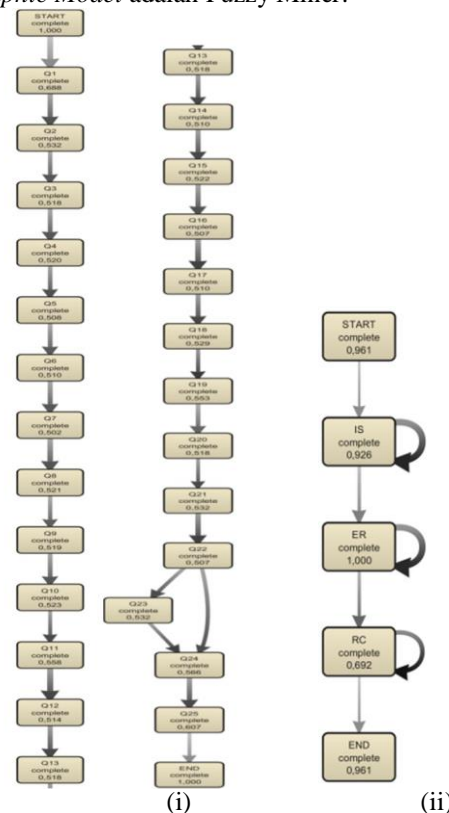 phic Model adalah Fuzzy Miner.
START
complete
1,000
Q1
complete
0,688
Q2
complete
0,532
Q3
complete
0,518
Q4
complete
0,520
Q5
complete
0,508
Q6
complete
0,510
Q7
complete
0,502
Q8
complete
0,521
Q9
complete
0,519
Q10
complete
0,523
Q11
complete
0,558
Q12
complete
0,514
Q13
complete
0,518
Q13
complete
0,518
Q14
complete
0,510
Q15
complete
0,522
Q16
complete
0,507
Q17
complete
0,510
Q18
complete
0,529
Q19
complete
0,553
Q20
complete
0,518
Q21
complete
0,532
Q22
complete
0,507
Q23
complete
0,532
Q24
complete
0,566
Q25
complete
0,607
END
complete
1,000
(i)
START
complete
0,961
IS
complete
0,926
ER
complete
1,000
RC
complete
0,692
END
complete
0,961
(ii)